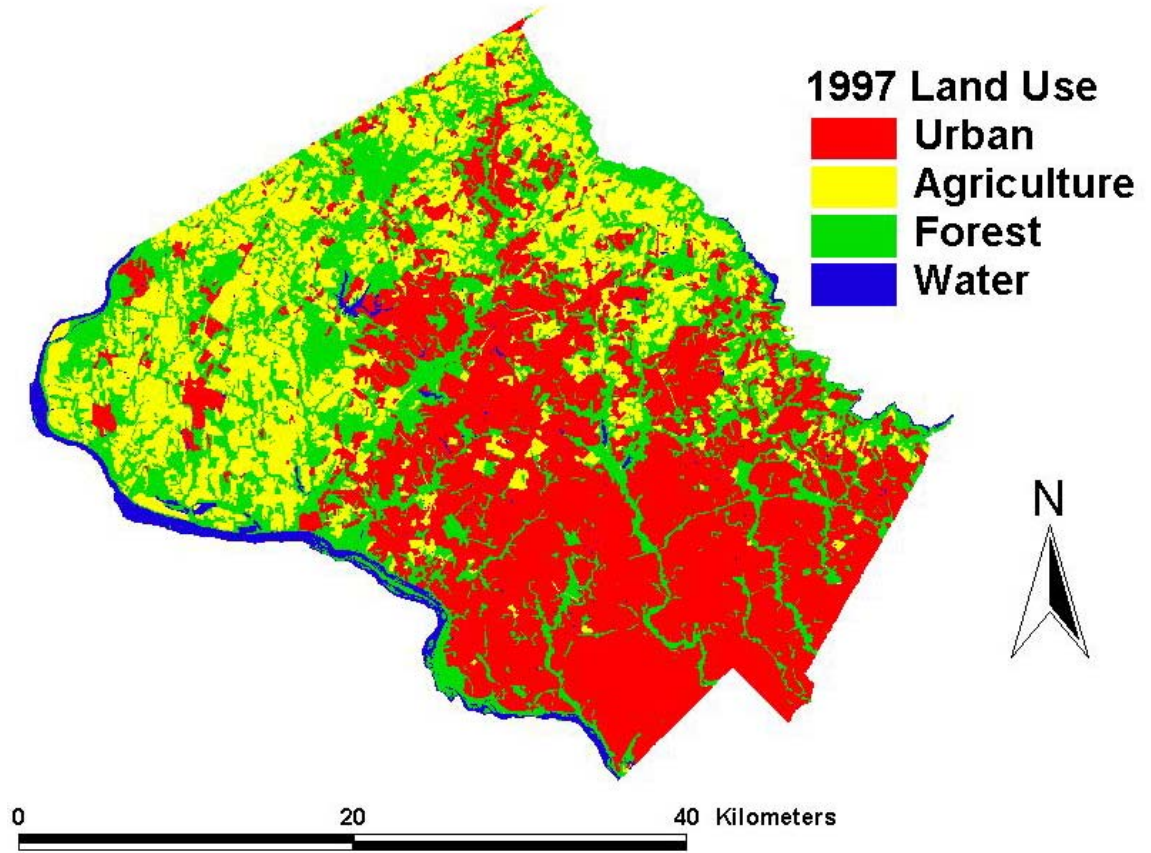 1997 Land Use
Urban
Agriculture
Forest
Water
N
0 20 40 Kilometers